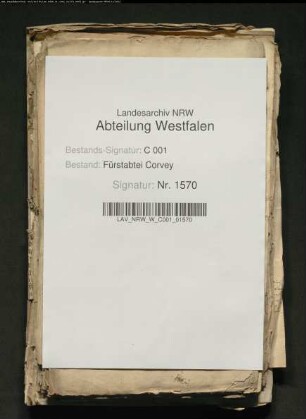 Landesarchiv NRW
Abteilung Westfalen
Bestands-Signatur: C 001
Bestand: Fürstabtei Corvey
Signatur: Nr. 1570
LAV_NRW_W_C001_01570